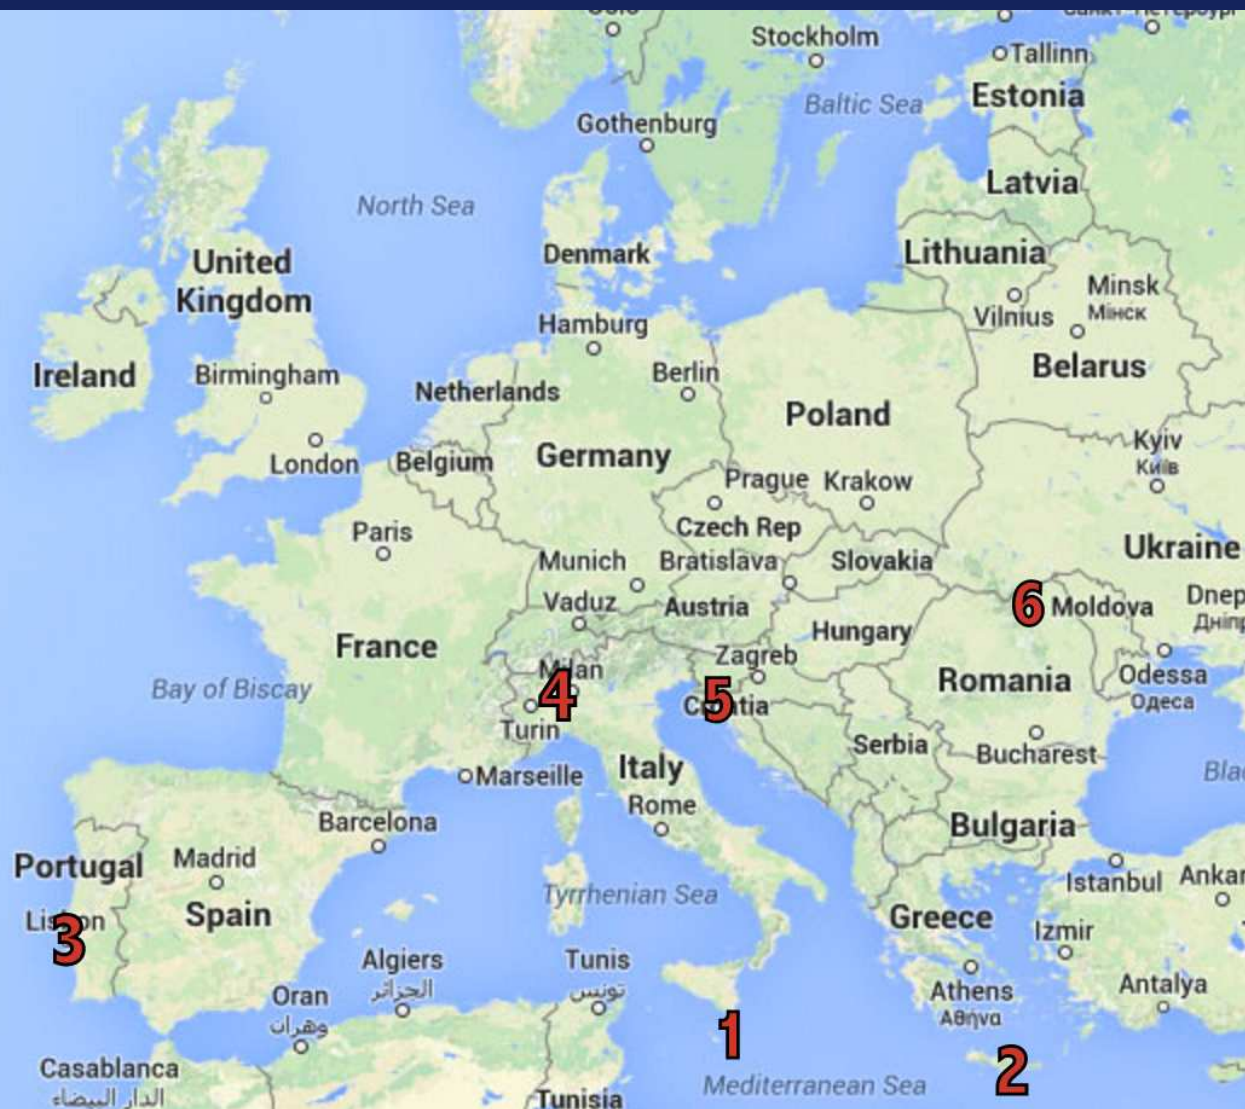 Stockholm
Tallinn
Baltic Sea
Estonia
Gothenburg
Latvia
North Sea
Denmark
Lithuania
United
Kingdom
Minsk
Мінск
Vilnius
Hamburg
Ireland
Birmingham
Netherlands
Berlin
Belarus
Poland
London
Belgium
Germany
Kyiv
Київ
Prague
Krakow
Paris
Czech Rep
Ukraine
Munich
Bratislava
Slovakia
Vaduz
Austria
6
Moldova
Dnep
Дніпр
Hungary
France
Zagreb
Milan
4
Bay of Biscay
5
Romania
Odessa
Одеса
Turin
Serbia
Bucharest
Italy
Marseille
Rome
Barcelona
Bulgaria
Portugal
Madrid
Istanbul
Ankar
Tyrrhenian Sea
3
Spain
Greece
Izmir
Algiers
الجزائر
Tunis
تونس
Oran
وهران
Athens
Αθήνα
Antalya
1
2
Casablanca
الدار البيضاء
Mediterranean Sea
Tunisia